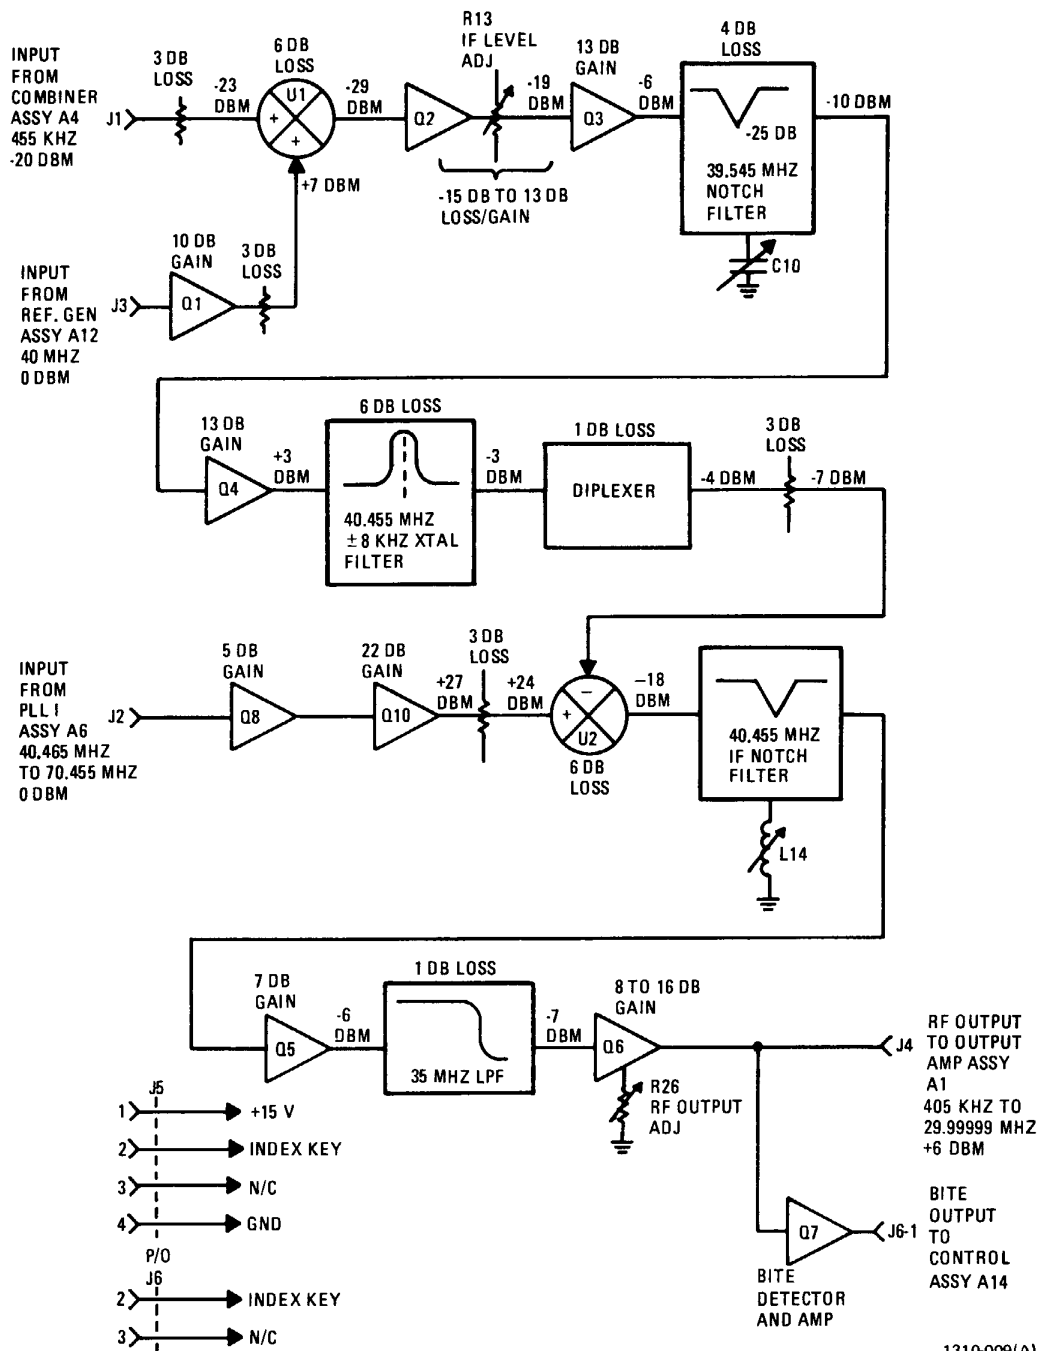 INPUT
FROM
COMBINER
ASSY A4
455 KHZ
-20 DBM
J1
3 DB
LOSS
-23
DBM
6 DB
LOSS
U1
+
+
-29
DBM
+7 DBM
Q2
R13
IF LEVEL
ADJ
-19
DBM
-15 DB TO 13 DB
LOSS/GAIN
13 DB
GAIN
Q3
-6
DBM
4 DB
LOSS
-25 DB
39.545 MHZ
NOTCH
FILTER
-10 DBM
C10
INPUT
FROM
REF. GEN
ASSY A12
40 MHZ
0 DBM
J3
10 DB
GAIN
Q1
3 DB
LOSS
13 DB
GAIN
Q4
+3
DBM
6 DB LOSS
40.455 MHZ
±8 KHZ XTAL
FILTER
-3
DBM
1 DB LOSS
DIPLEXER
-4 DBM
3 DB
LOSS
-7 DBM
INPUT
FROM
PLL I
ASSY A6
40.465 MHZ
TO 70.455 MHZ
0 DBM
J2
5 DB
GAIN
Q8
22 DB
GAIN
Q10
+27
DBM
3 DB
LOSS
+24
DBM
−
+
U2
6 DB
LOSS
−18
DBM
40.455 MHZ
IF NOTCH
FILTER
L14
7 DB
GAIN
Q5
-6
DBM
1 DB LOSS
35 MHZ LPF
-7
DBM
8 TO 16 DB
GAIN
Q6
R26
RF OUTPUT
ADJ
J4
RF OUTPUT
TO OUTPUT
AMP ASSY
A1
405 KHZ TO
29.99999 MHZ
+6 DBM
Q7
BITE
DETECTOR
AND AMP
J6-1
BITE
OUTPUT
TO
CONTROL
ASSY A14
J5
1 +15 V
2 INDEX KEY
3 N/C
4 GND
P/O
J6
2 INDEX KEY
3 N/C
1310-009(A)